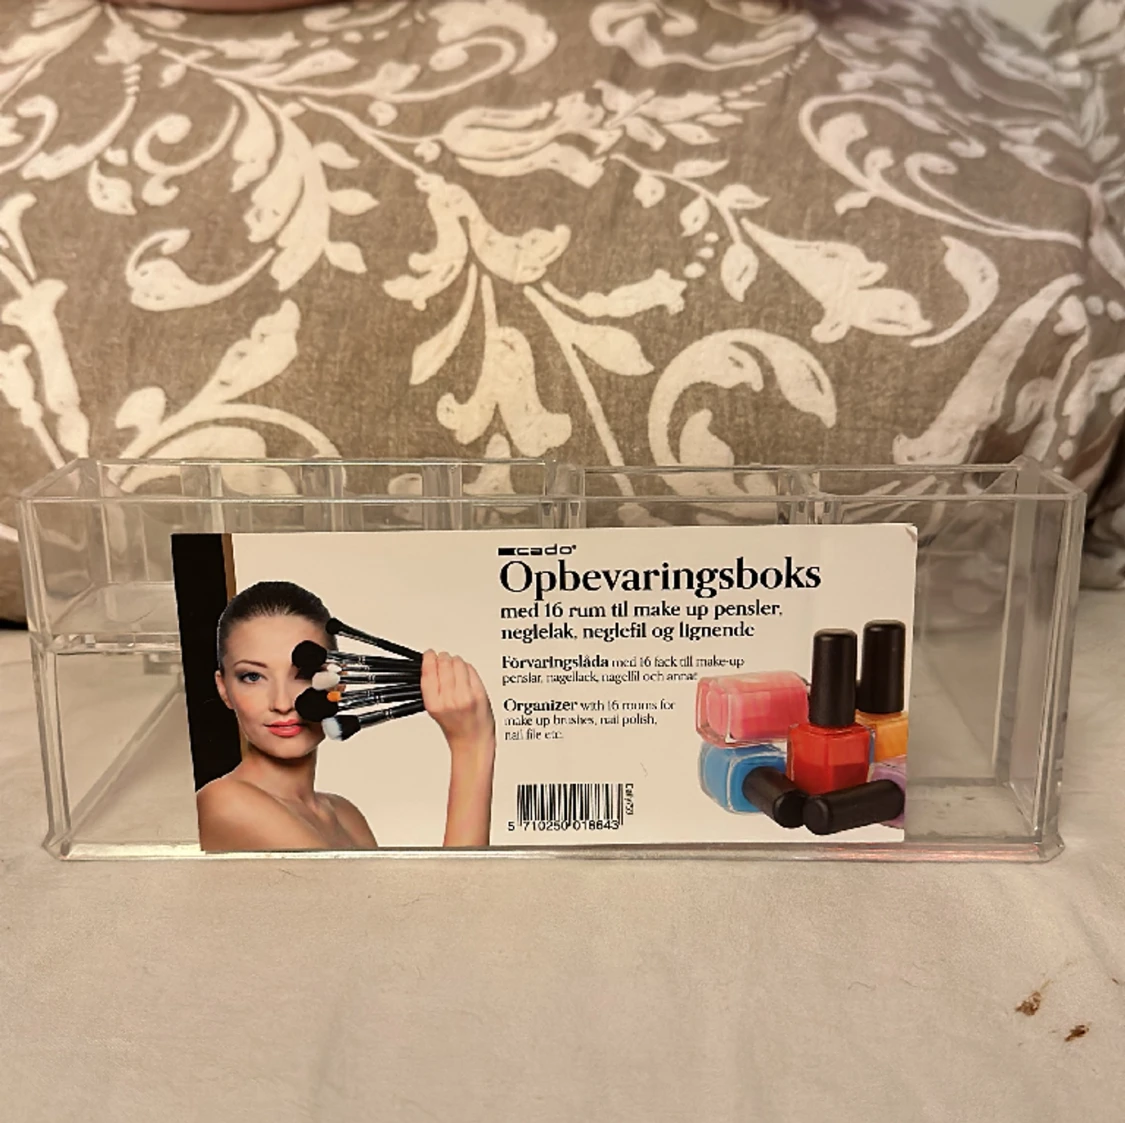 cado
Opbevaringsboks
med 16 rum til make up pensler,
neglelak, neglefil og lignende
Förvaringslåda med 16 fack till make-up
penslar, nagellack, nagelfil och annat
Organizer with 16 rooms for
make up brushes, nail polish,
nail file etc.
5 710250 018643